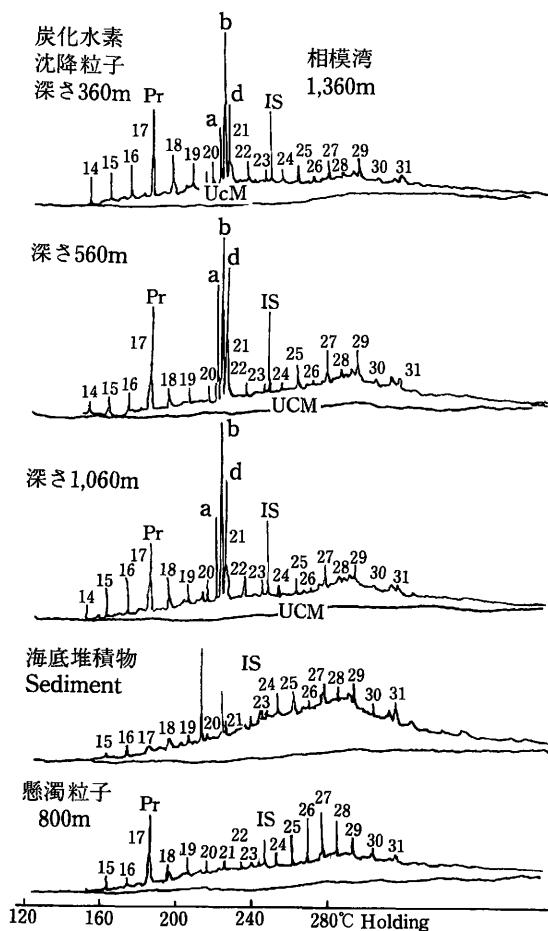 炭化水素
沈降粒子
深さ360m
相模湾
1,360m
Pr
b
a
d
IS
14 15 16 17 18 19 20 21 22 23 24 25 26 27 28 29 30 31
UcM
深さ560m
Pr
b
a
d
IS
14 15 16 17 18 19 20 21 22 23 24 25 26 27 28 29 30 31
UCM
深さ1,060m
Pr
b
a
d
IS
14 15 16 17 18 19 20 21 22 23 24 25 26 27 28 29 30 31
UCM
海底堆積物
Sediment
IS
15 16 17 18 19 20 21 23 24 25 26 27 28 29 30 31
懸濁粒子
800m
Pr
IS
15 16 17 18 19 20 21 22 23 24 25 26 27 28 29 30 31
120 160 200 240 280℃ Holding